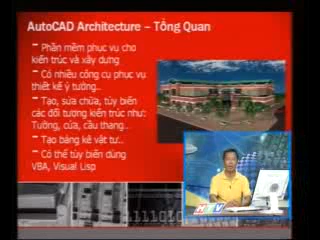 AutoCAD Architecture – Tổng Quan
- Phần mềm phục vụ cho
kiến trúc và xây dựng
- Có nhiều công cụ phục vụ
thiết kế ý tưởng...
- Tạo, sửa chữa, tùy biến
các đối tượng kiến trúc như:
Tường, cửa, cầu thang...
- Tạo bảng kê vật tư...
- Có thể tùy biến dùng
VBA, Visual Lisp
HTV